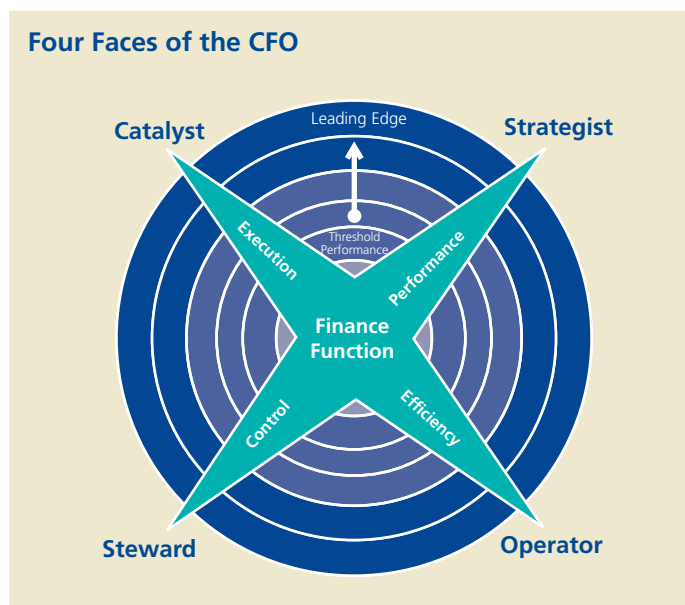 Four Faces of the CFO
Leading Edge
Catalyst
Strategist
Threshold
Performance
Execution
Performance
Finance
Function
Control
Efficiency
Steward
Operator